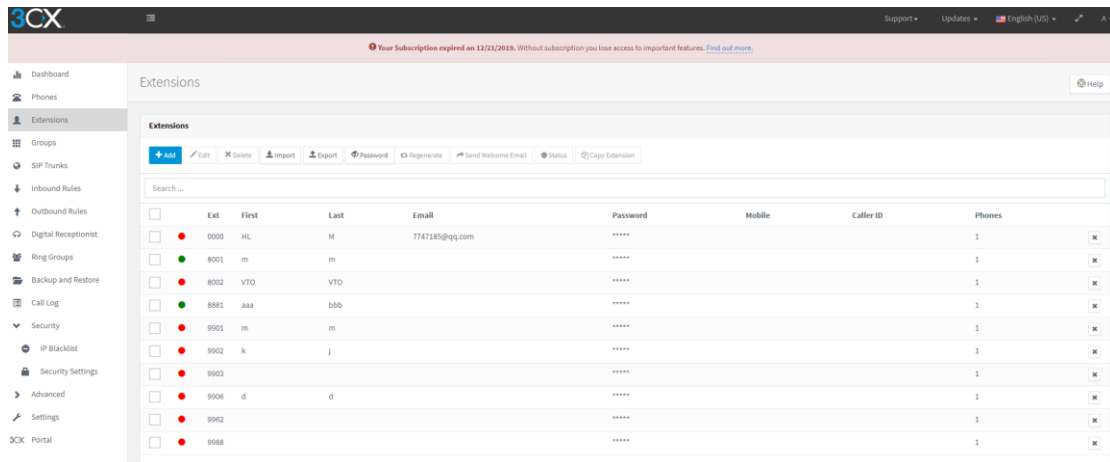 3CX
Support Updates English (US) A
Your Subscription expired on 12/21/2019. Without subscription you lose access to important features. Find out more.
Dashboard
Phones
Extensions
Groups
SIP Trunks
Inbound Rules
Outbound Rules
Digital Receptionist
Ring Groups
Backup and Restore
Call Log
Security
IP Blacklist
Security Settings
Advanced
Settings
3CX Portal
Extensions
Help
Extensions
Add Edit Delete Import Export Password Regenerate Send Welcome Email Status Copy Extension
Search ...
Ext First Last Email Password Mobile Caller ID Phones
0000 HL M 7747185@qq.com ***** 1
8001 m m ***** 1
8002 VTO VTO ***** 1
8881 aaa bbb ***** 1
9901 m m ***** 1
9902 k j ***** 1
9903 ***** 1
9906 d d ***** 1
9962 ***** 1
9988 ***** 1